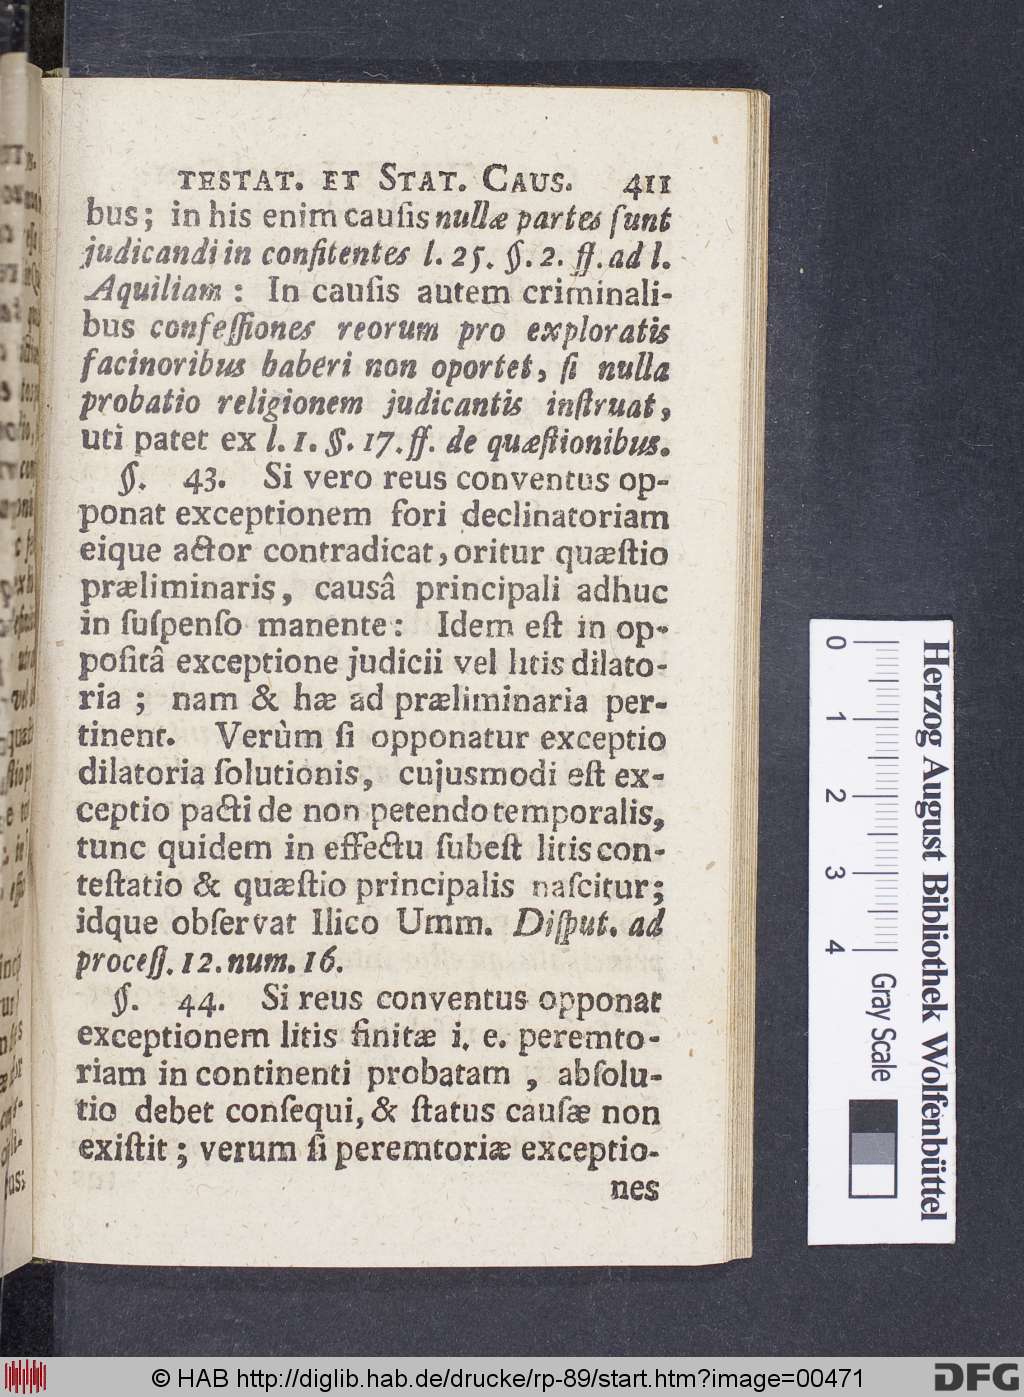 TESTAT. ET STAT. CAUS. 411
bus; in his enim cauſis nullæ partes ſunt
judicandi in confitentes l. 25. §. 2. ff. ad l.
Aquiliam : In cauſis autem criminali-
bus confeſſiones reorum pro exploratis
facinoribus haberi non oportet, ſi nulla
probatio religionem judicantis inſtruat,
uti patet ex l. 1. §. 17. ff. de quæſtionibus.
§. 43. Si vero reus conventus op-
ponat exceptionem fori declinatoriam
eique actor contradicat, oritur quæſtio
præliminaris, causâ principali adhuc
in ſuſpenſo manente: Idem eſt in op-
poſitâ exceptione judicii vel litis dilato-
ria ; nam & hæ ad præliminaria per-
tinent. Verùm ſi opponatur exceptio
dilatoria ſolutionis, cujusmodi eſt ex-
ceptio pacti de non petendo temporalis,
tunc quidem in effectu ſubeſt litis con-
teſtatio & quæſtio principalis naſcitur;
idque obſervat Ilico Umm. Diſput. ad
proceſſ. 12. num. 16.
§. 44. Si reus conventus opponat
exceptionem litis finitæ i. e. peremto-
riam in continenti probatam , abſolu-
tio debet conſequi, & ſtatus cauſæ non
exiſtit ; verum ſi peremtoriæ exceptio-
nes
0 1 2 3 4
Gray Scale
Herzog August Bibliothek Wolfenbüttel
© HAB http://diglib.hab.de/drucke/rp-89/start.htm?image=00471
DFG